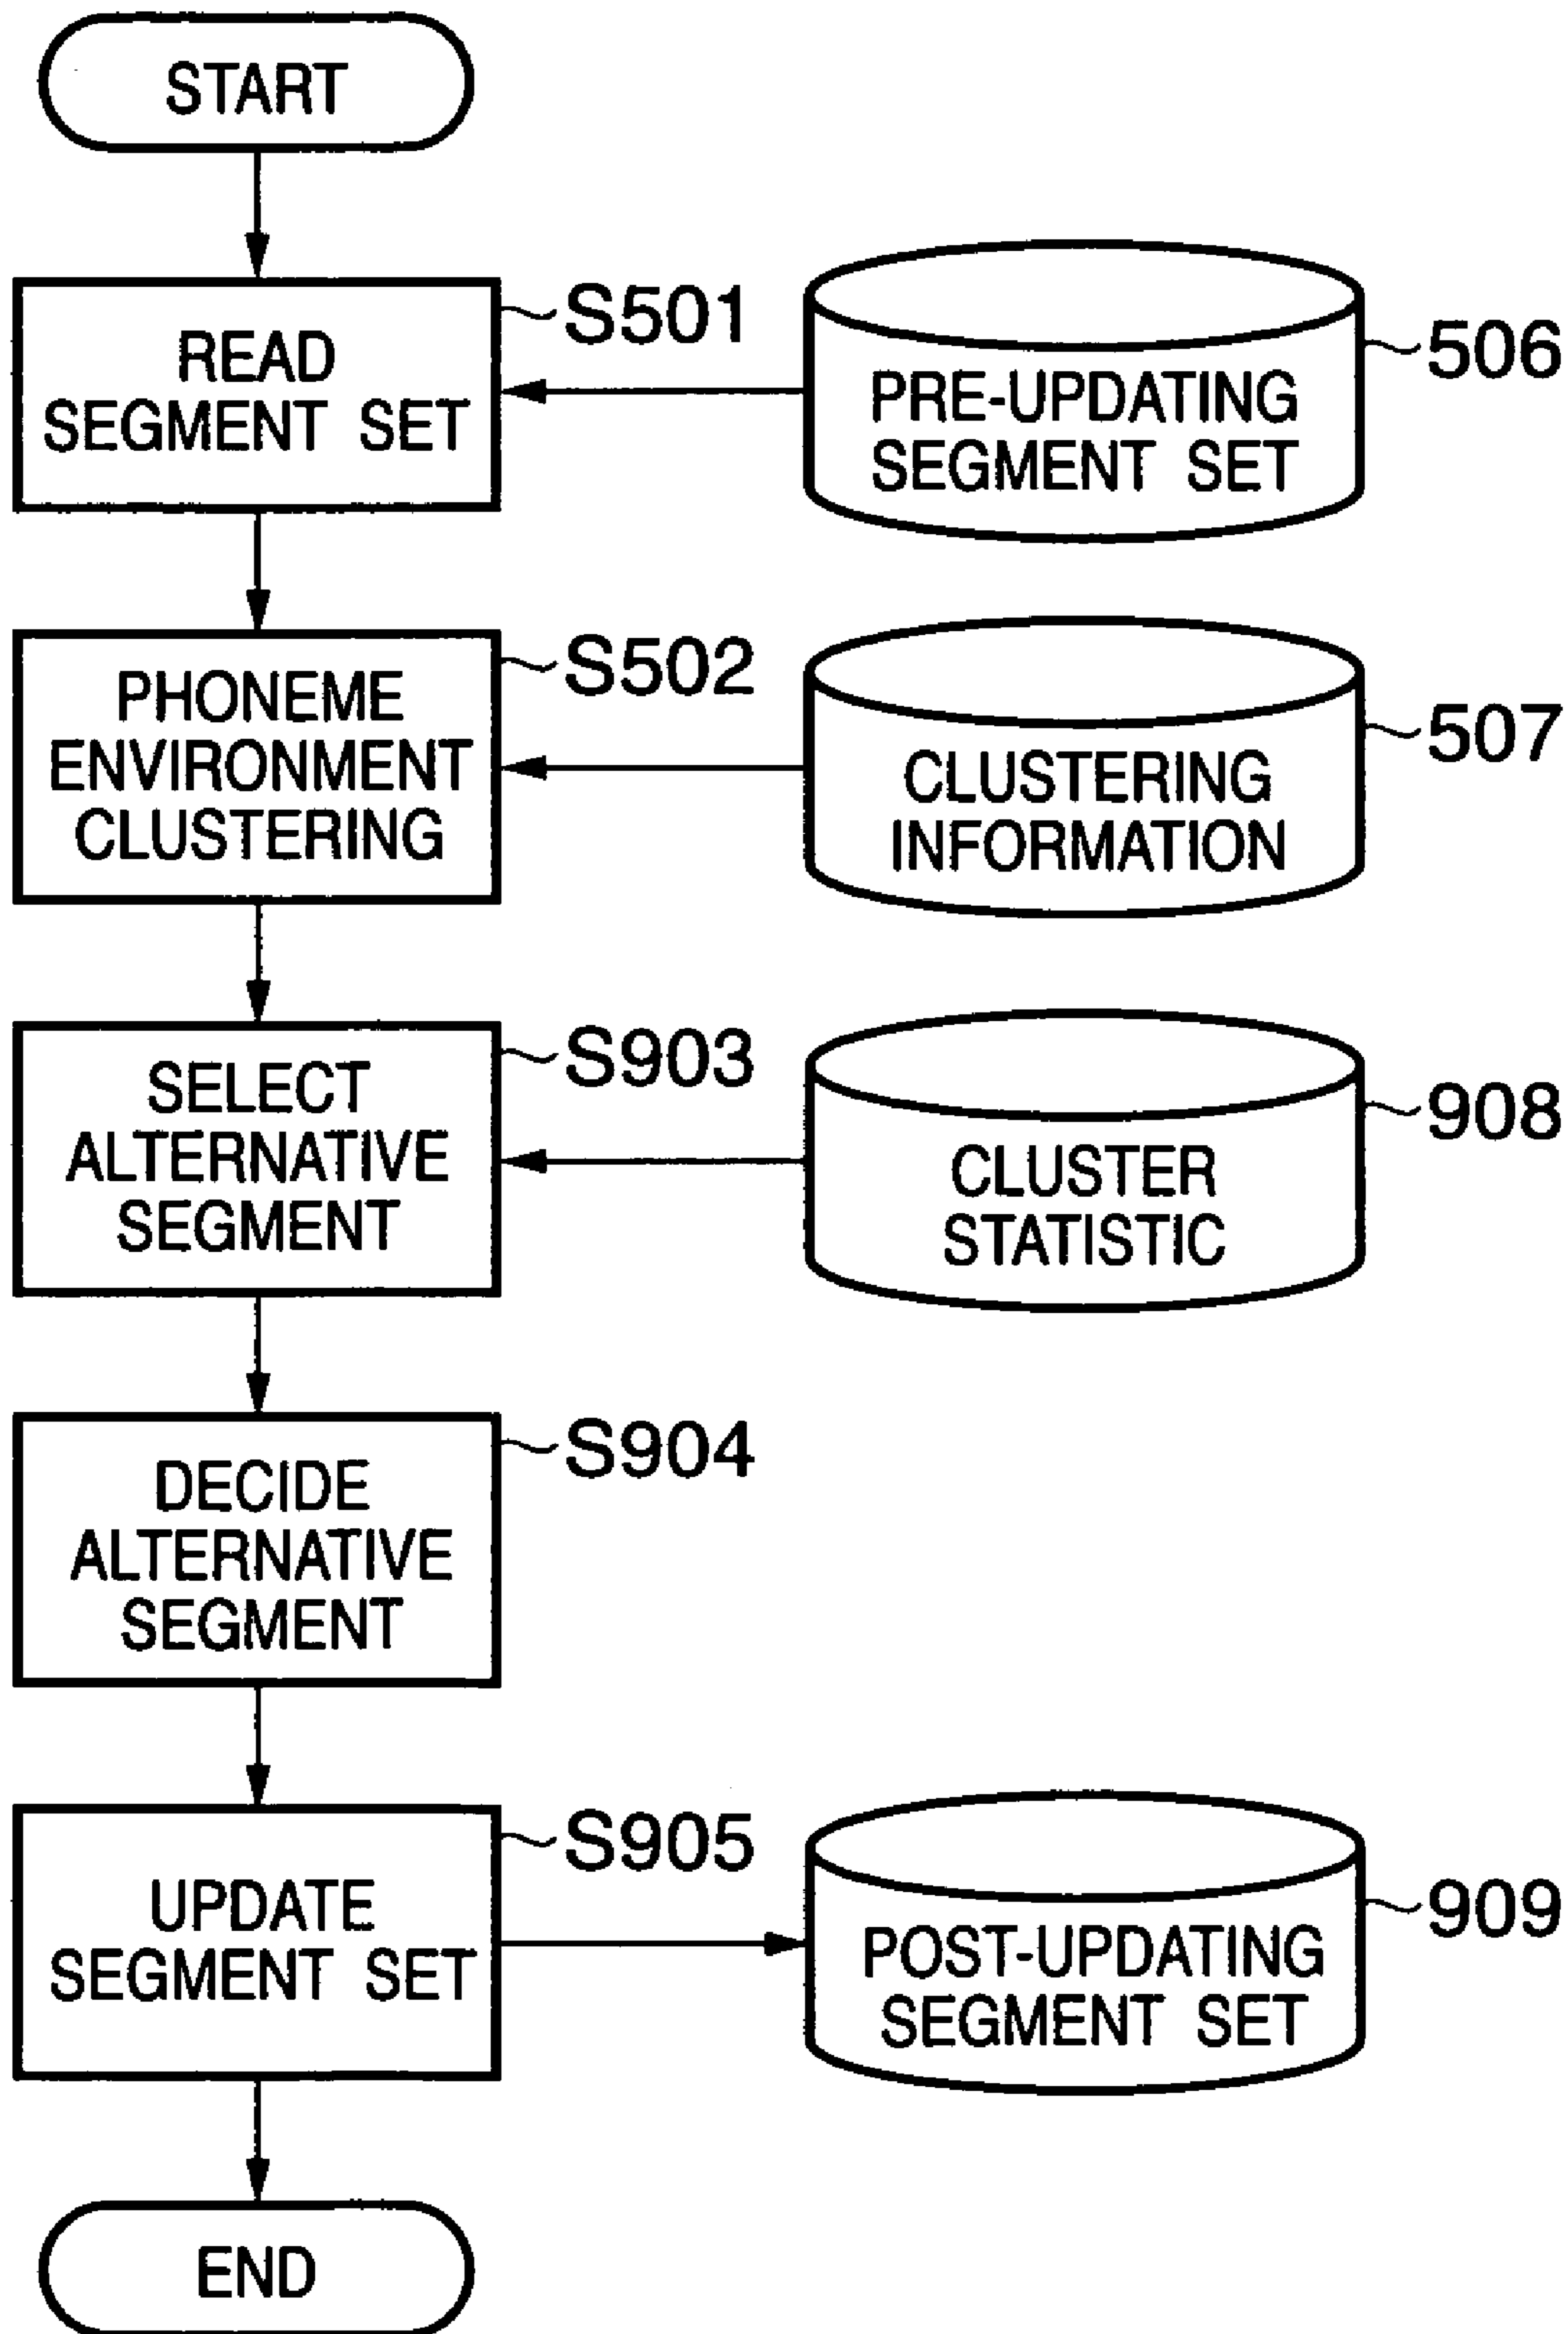 START
READ
SEGMENT SET
S501
PRE-UPDATING
SEGMENT SET
506
PHONEME
ENVIRONMENT
CLUSTERING
S502
CLUSTERING
INFORMATION
507
SELECT
ALTERNATIVE
SEGMENT
S903
CLUSTER
STATISTIC
908
DECIDE
ALTERNATIVE
SEGMENT
S904
UPDATE
SEGMENT SET
S905
POST-UPDATING
SEGMENT SET
909
END